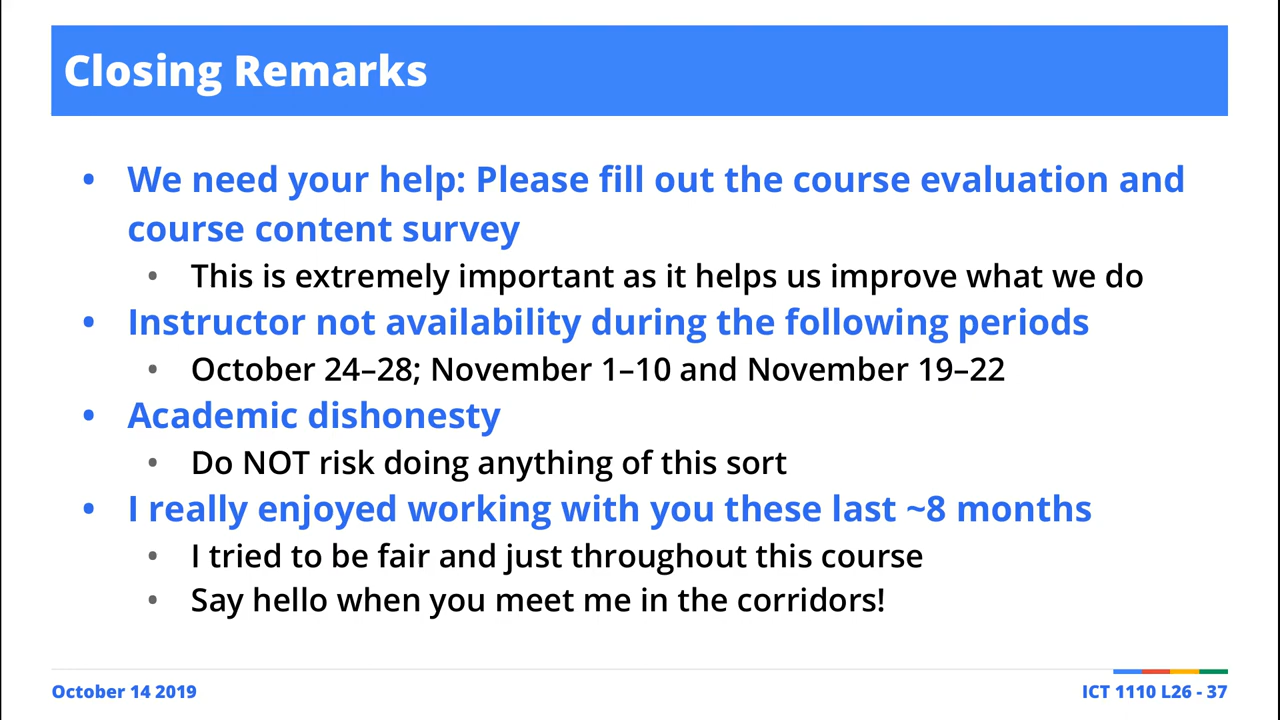 Closing Remarks
• We need your help: Please fill out the course evaluation and
course content survey
• This is extremely important as it helps us improve what we do
• Instructor not availability during the following periods
• October 24–28; November 1–10 and November 19–22
• Academic dishonesty
• Do NOT risk doing anything of this sort
• I really enjoyed working with you these last ~8 months
• I tried to be fair and just throughout this course
• Say hello when you meet me in the corridors!
October 14 2019
ICT 1110 L26 - 37